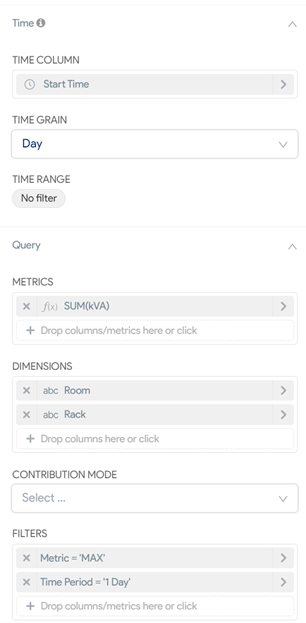 Time
TIME COLUMN
Start Time
TIME GRAIN
Day
TIME RANGE
No filter
Query
METRICS
f(x) SUM(kVA)
Drop columns/metrics here or click
DIMENSIONS
abc Room
abc Rack
Drop columns here or click
CONTRIBUTION MODE
Select ...
FILTERS
Metric = 'MAX'
Time Period = '1 Day'
Drop columns/metrics here or click